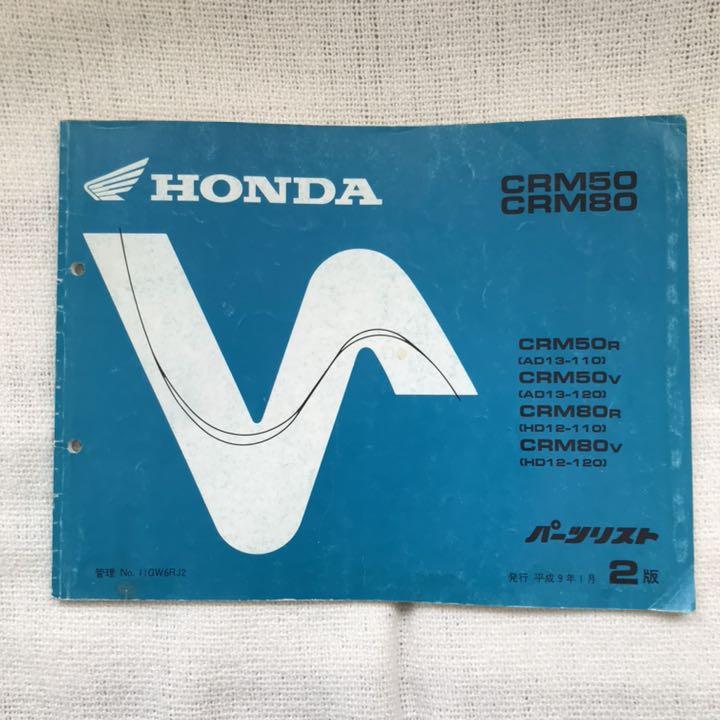 HONDA
CRM50
CRM80
CRM50R
(AD13-110)
CRM50V
(AD13-120)
CRM80R
(HD12-110)
CRM80V
(HD12-120)
パーツリスト
管理 No. 11GW6RJ2
発行 平成9年1月 2版